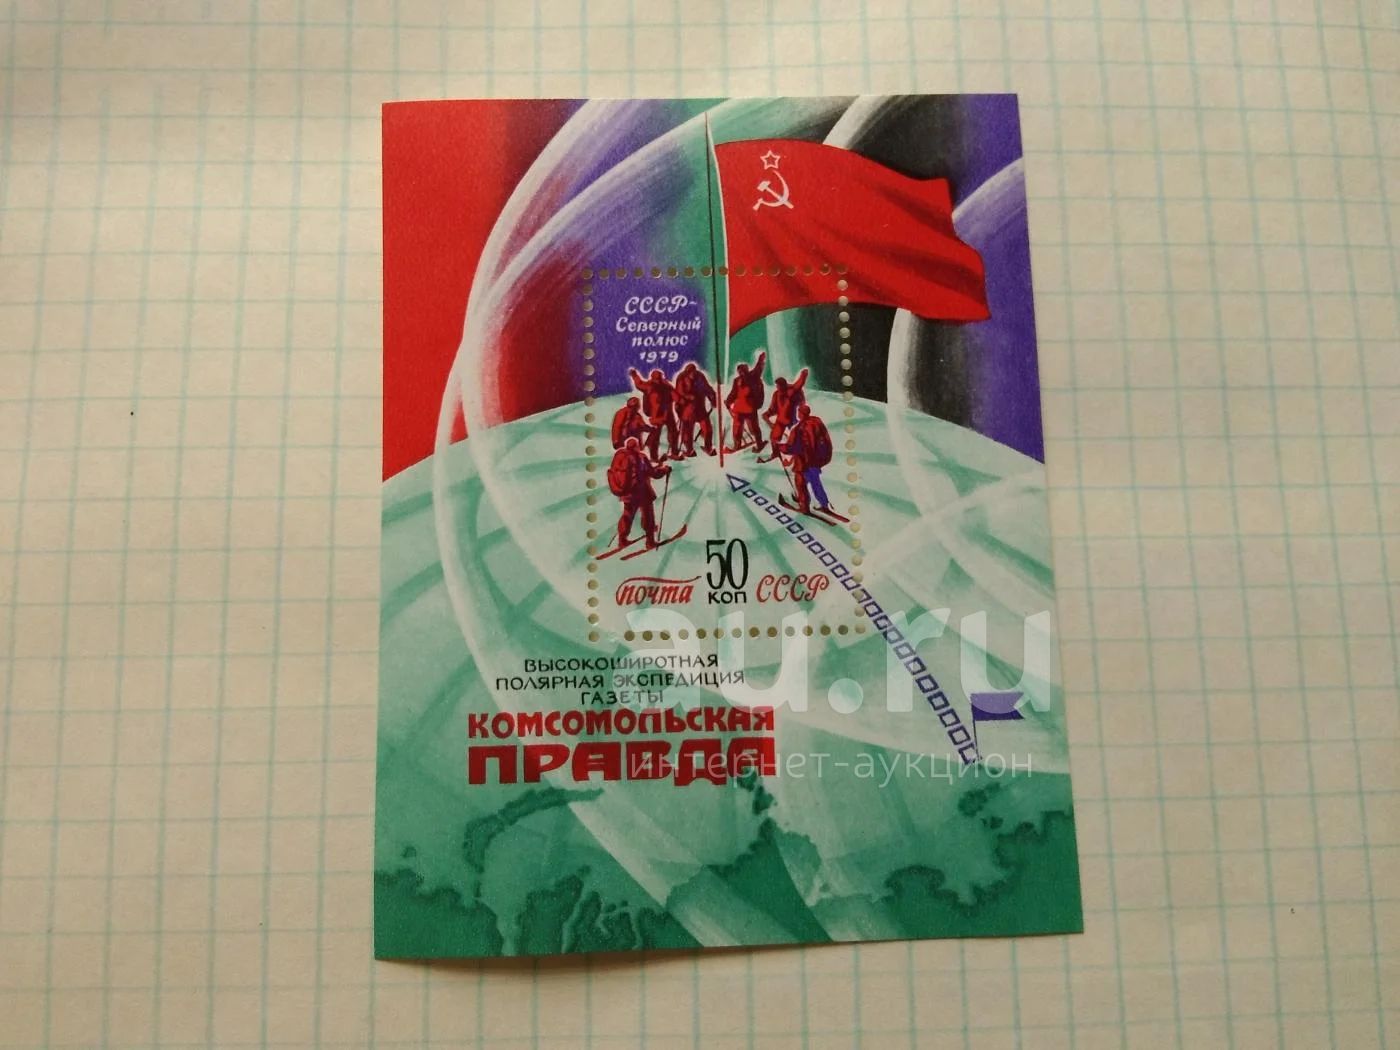 СССР-
Северный
полюс
1979
50
почта коп СССР
ВЫСОКОШИРОТНАЯ
ПОЛЯРНАЯ ЭКСПЕДИЦИЯ
ГАЗЕТЫ
КОМСОМОЛЬСКАЯ
ПРАВДА
au.ru
интернет-аукцион